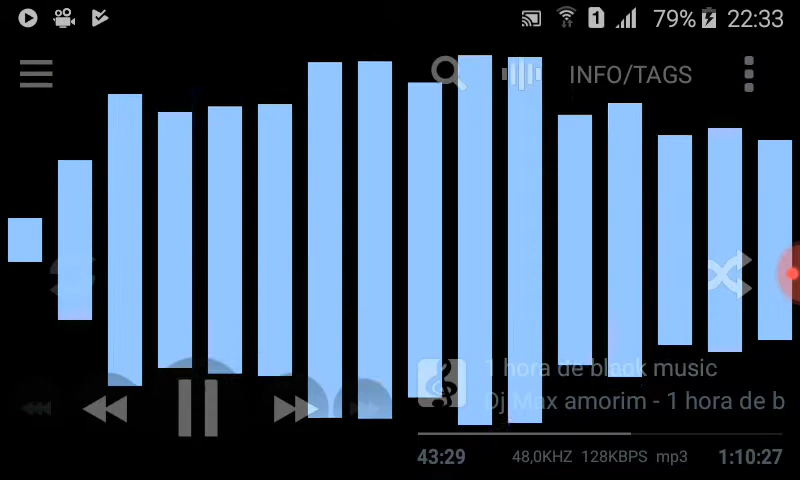 1 79% 22:33
INFO/TAGS
1 hora de black music
Dj Max amorim - 1 hora de b
43:29 48,0KHZ 128KBPS mp3 1:10:27